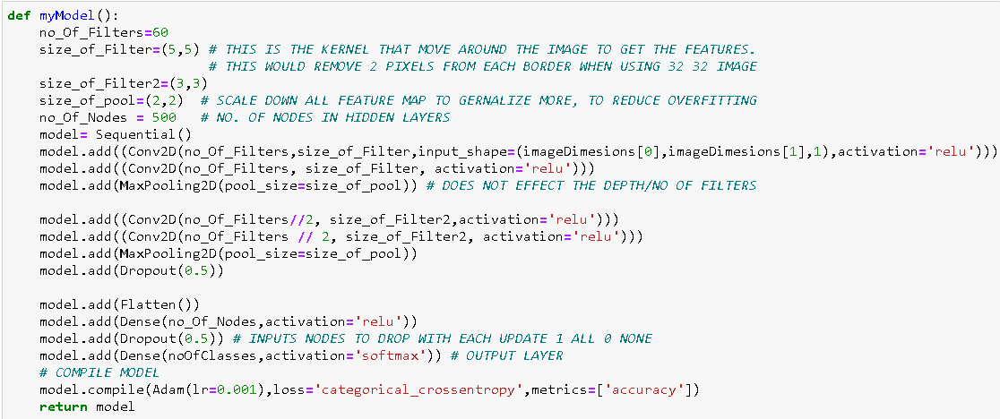 def myModel():
    no_Of_Filters=60
    size_of_Filter=(5,5) # THIS IS THE KERNEL THAT MOVE AROUND THE IMAGE TO GET THE FEATURES.
                         # THIS WOULD REMOVE 2 PIXELS FROM EACH BORDER WHEN USING 32 32 IMAGE
    size_of_Filter2=(3,3)
    size_of_pool=(2,2)  # SCALE DOWN ALL FEATURE MAP TO GERNALIZE MORE, TO REDUCE OVERFITTING
    no_Of_Nodes = 500   # NO. OF NODES IN HIDDEN LAYERS
    model= Sequential()
    model.add((Conv2D(no_Of_Filters,size_of_Filter,input_shape=(imageDimesions[0],imageDimesions[1],1),activation='relu')))
    model.add((Conv2D(no_Of_Filters, size_of_Filter, activation='relu')))
    model.add(MaxPooling2D(pool_size=size_of_pool)) # DOES NOT EFFECT THE DEPTH/NO OF FILTERS

    model.add((Conv2D(no_Of_Filters//2, size_of_Filter2,activation='relu')))
    model.add((Conv2D(no_Of_Filters // 2, size_of_Filter2, activation='relu')))
    model.add(MaxPooling2D(pool_size=size_of_pool))
    model.add(Dropout(0.5))

    model.add(Flatten())
    model.add(Dense(no_Of_Nodes,activation='relu'))
    model.add(Dropout(0.5)) # INPUTS NODES TO DROP WITH EACH UPDATE 1 ALL 0 NONE
    model.add(Dense(noOfClasses,activation='softmax')) # OUTPUT LAYER
    # COMPILE MODEL
    model.compile(Adam(lr=0.001),loss='categorical_crossentropy',metrics=['accuracy'])
    return model